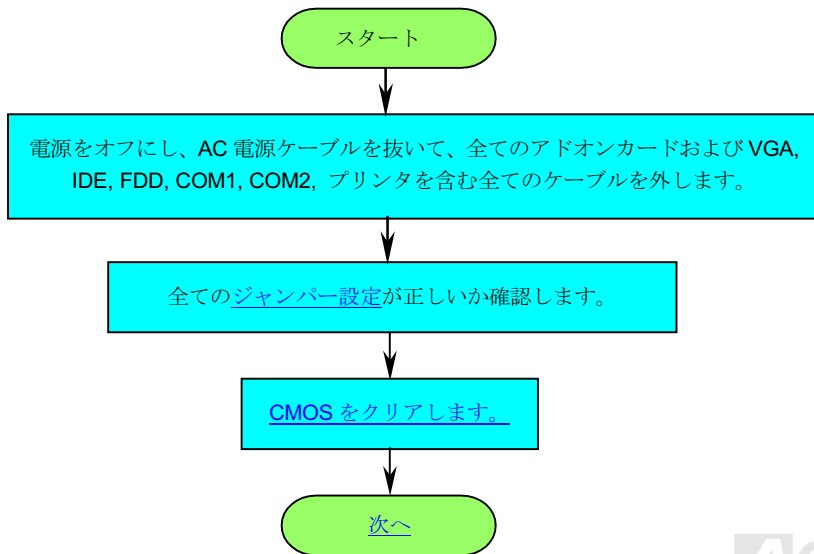 スタート
電源をオフにし、AC 電源ケーブルを抜いて、全てのアドオンカードおよび VGA,
IDE, FDD, COM1, COM2, プリンタを含む全てのケーブルを外します。
全てのジャンパー設定が正しいか確認します。
CMOS をクリアします。
次へ